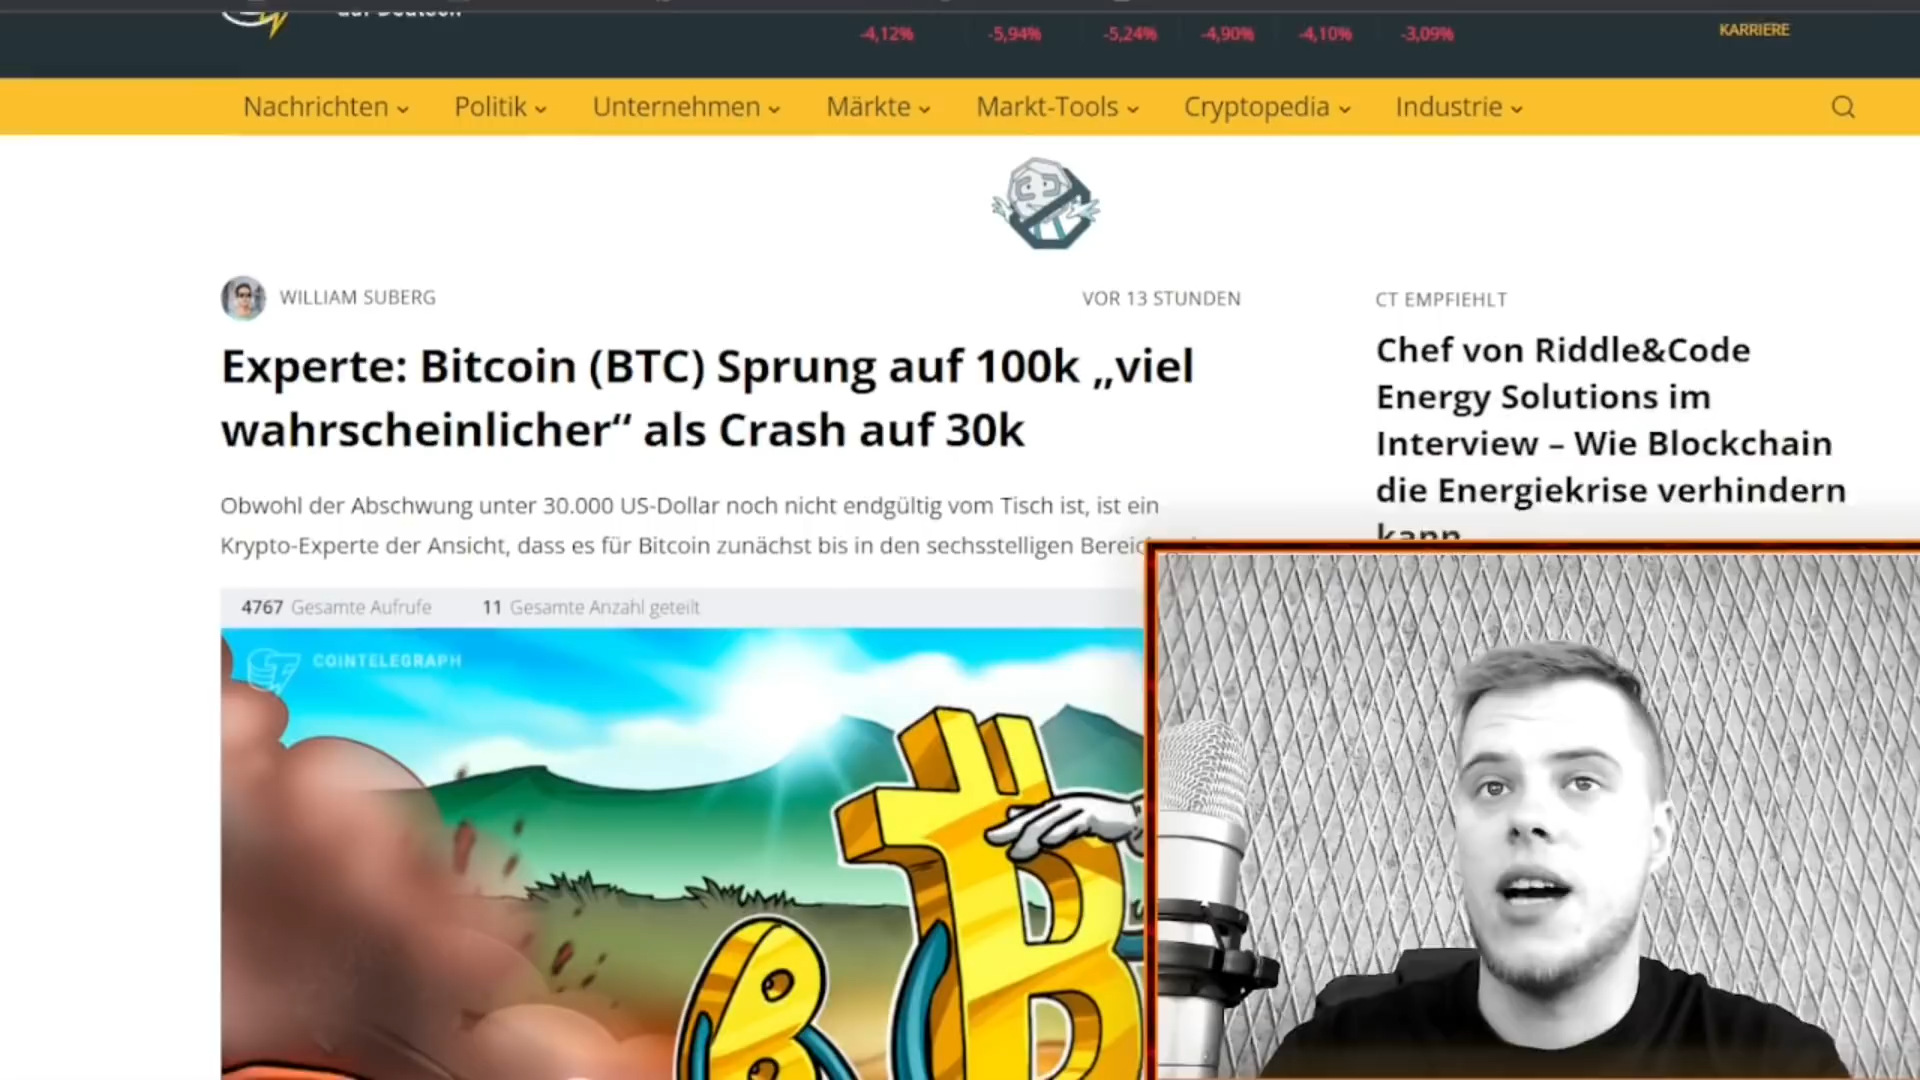 auf Deutsch
-4,12% -5,94% -5,24% -4,90% -4,10% -3,09%
KARRIERE
Nachrichten Politik Unternehmen Märkte Markt-Tools Cryptopedia Industrie
WILLIAM SUBERG
VOR 13 STUNDEN
Experte: Bitcoin (BTC) Sprung auf 100k „viel
wahrscheinlicher“ als Crash auf 30k
Obwohl der Abschwung unter 30.000 US-Dollar noch nicht endgültig vom Tisch ist, ist ein
Krypto-Experte der Ansicht, dass es für Bitcoin zunächst bis in den sechsstelligen Bereich
4767 Gesamte Aufrufe 11 Gesamte Anzahl geteilt
COINTELEGRAPH
CT EMPFIEHLT
Chef von Riddle&Code
Energy Solutions im
Interview – Wie Blockchain
die Energiekrise verhindern
kann